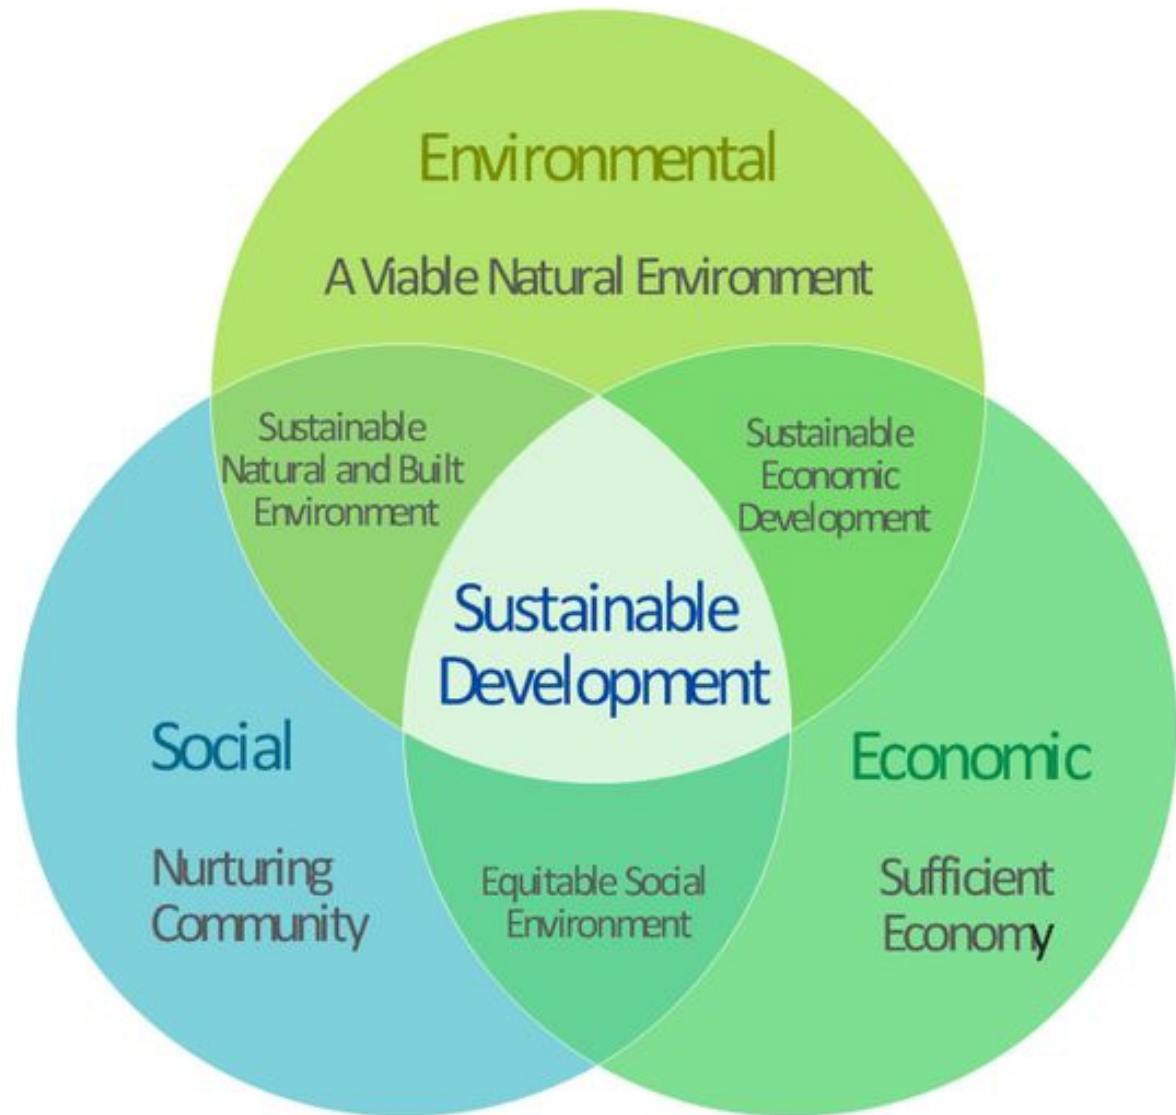 Environmental
A Viable Natural Environment
Sustainable
Natural and Built
Environment
Sustainable
Economic
Development
Sustainable
Development
Social
Nurturing
Community
Economic
Sufficient
Economy
Equitable Social
Environment